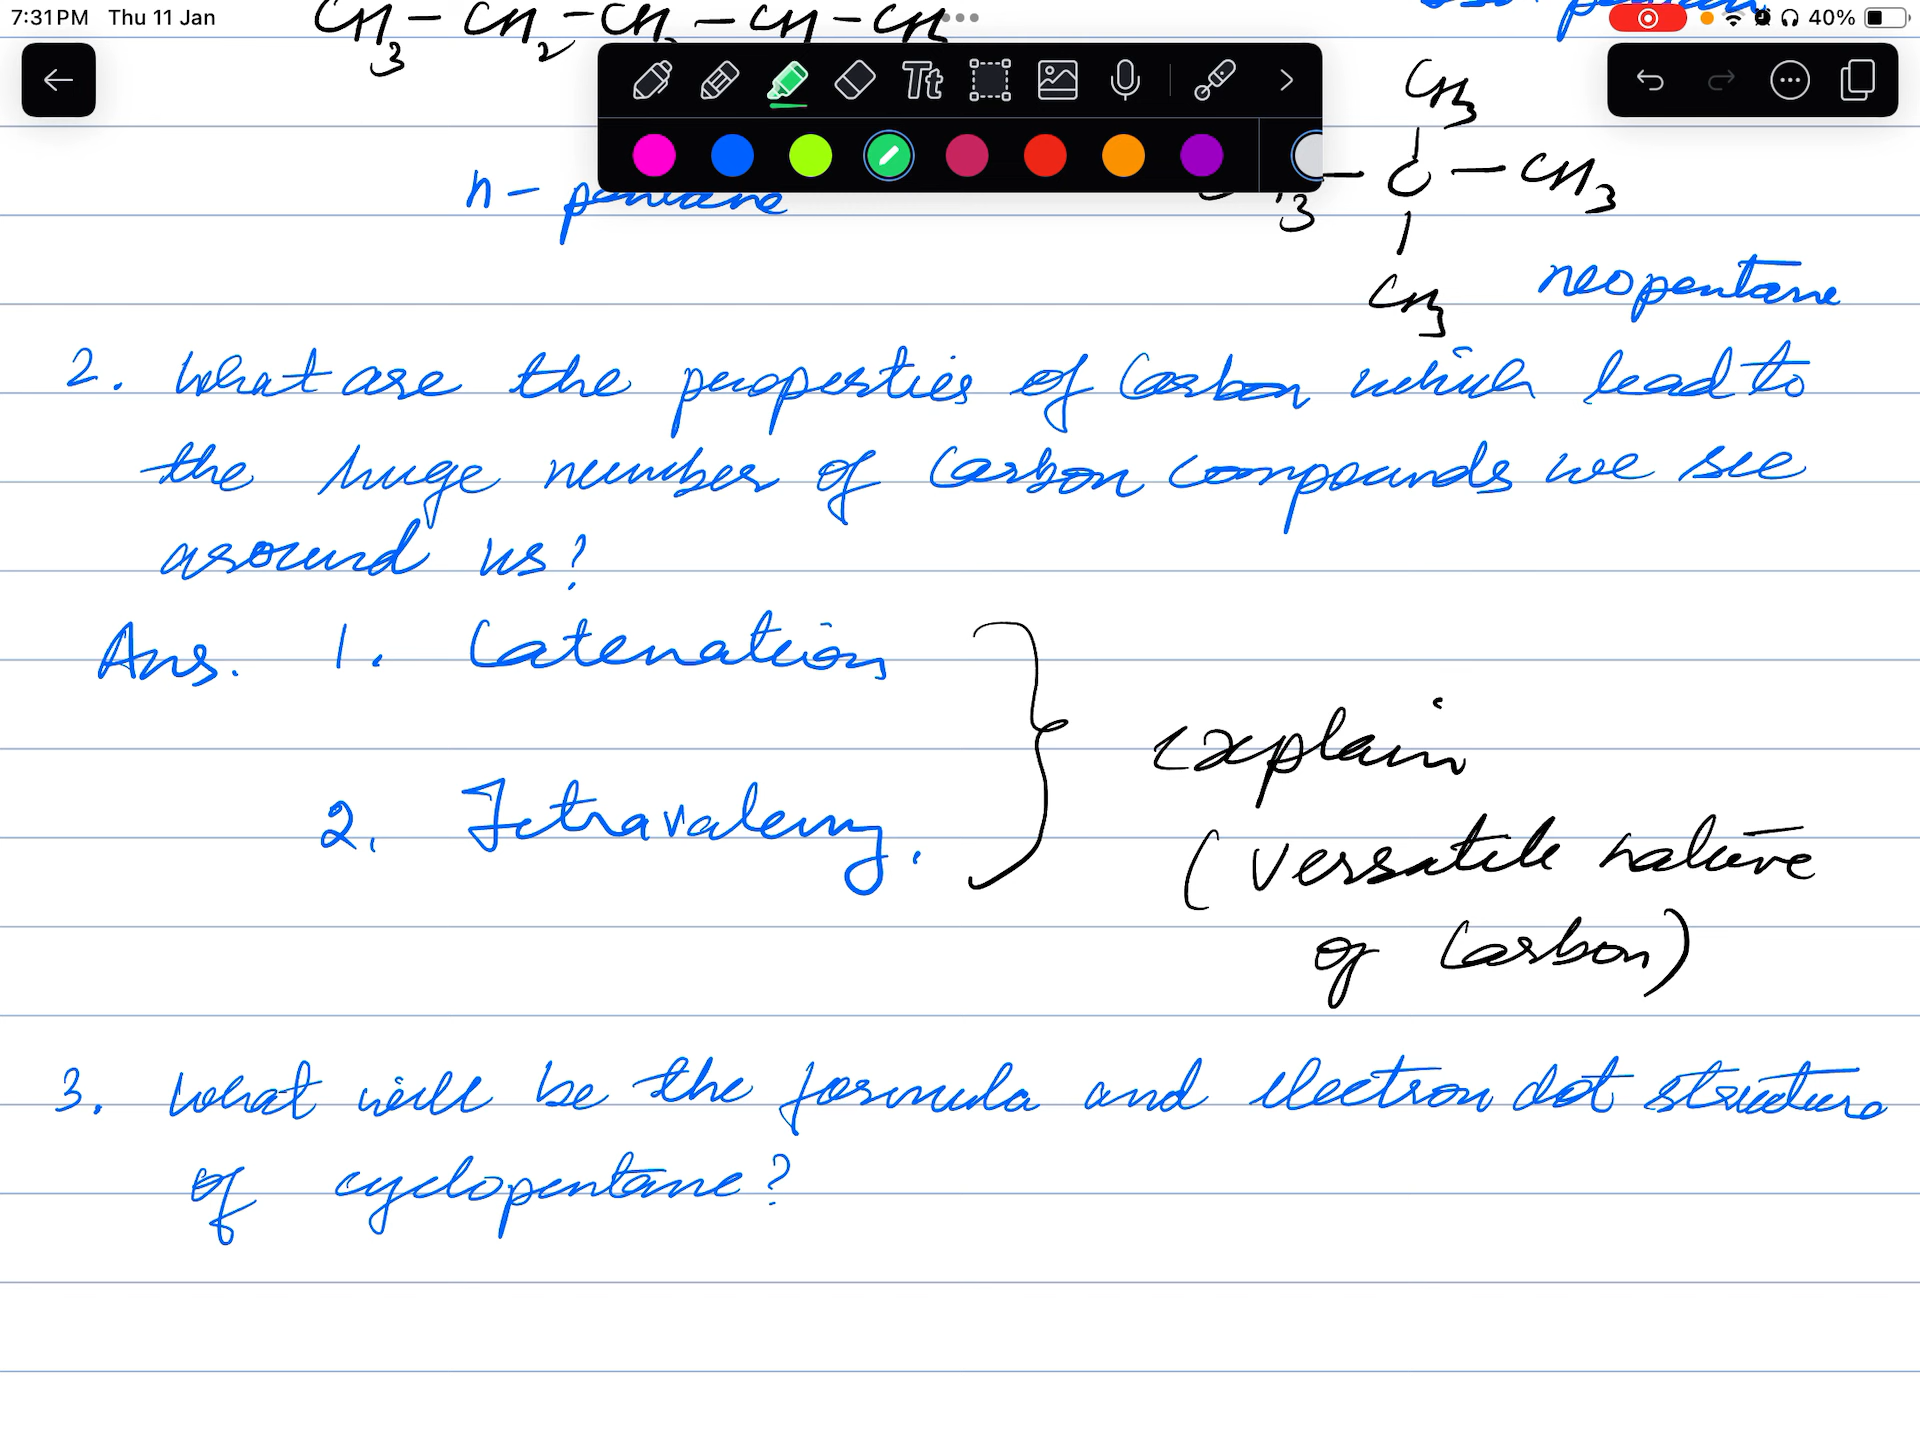 7:31 PM Thu 11 Jan
40%
CH3 - CH2 - CH2 - CH - CH
Tt
CH3
n - pentane
3 - C - CH3
CH3
neopentane
2. What are the properties of Carbon which lead to
the huge number of Carbon compounds we see
around us?
Ans. 1. Catenation
explain
2. Tetravalency.
(versatile nature
of Carbon)
3. What will be the formula and electron dot structure
of cyclopentane?